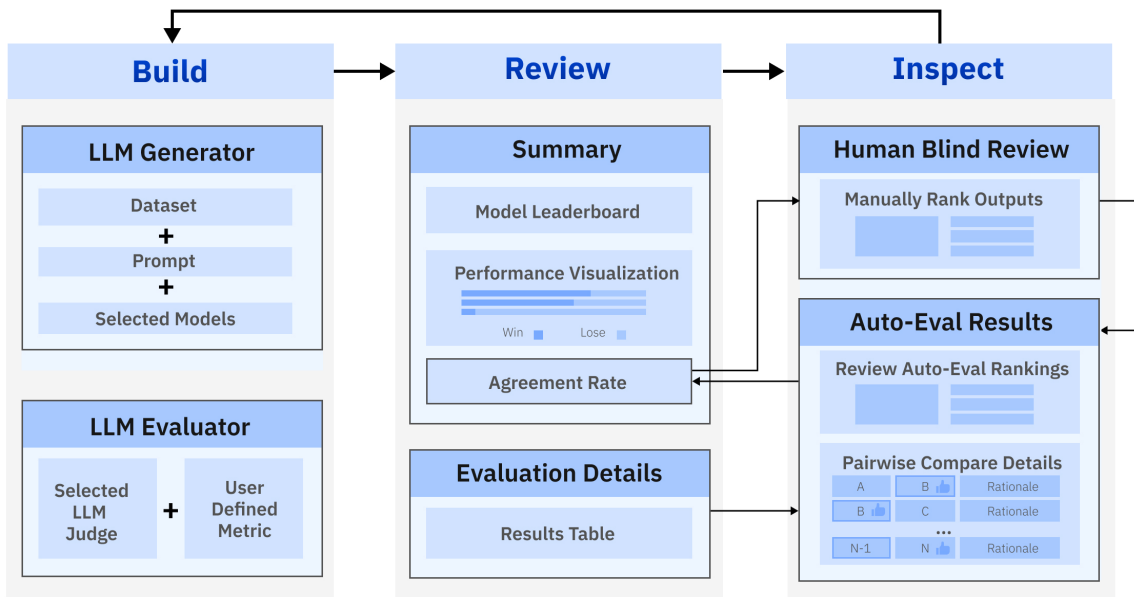 Build
Review
Inspect
LLM Generator
Dataset
+
Prompt
+
Selected Models
LLM Evaluator
Selected
LLM
Judge
+
User
Defined
Metric
Summary
Model Leaderboard
Performance Visualization
Win
Lose
Agreement Rate
Evaluation Details
Results Table
Human Blind Review
Manually Rank Outputs
Auto-Eval Results
Review Auto-Eval Rankings
Pairwise Compare Details
A B Rationale
B C Rationale
...
N-1 N Rationale